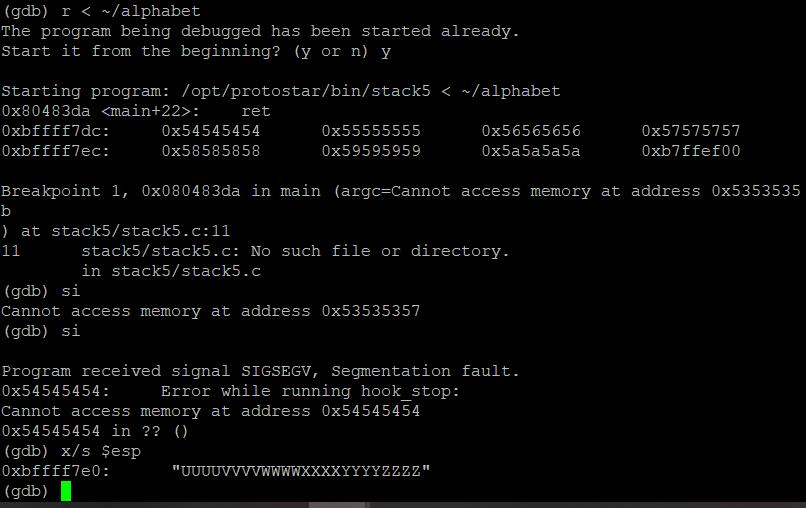 (gdb) r < ~/alphabet
The program being debugged has been started already.
Start it from the beginning? (y or n) y
Starting program: /opt/protostar/bin/stack5 < ~/alphabet
0x80483da <main+22>:	ret
0xbffff7dc:	0x54545454	0x55555555	0x56565656	0x57575757
0xbffff7ec:	0x58585858	0x59595959	0x5a5a5a5a	0xb7ffef00
Breakpoint 1, 0x080483da in main (argc=Cannot access memory at address 0x5353535
b
) at stack5/stack5.c:11
11	stack5/stack5.c: No such file or directory.
	in stack5/stack5.c
(gdb) si
Cannot access memory at address 0x53535357
(gdb) si
Program received signal SIGSEGV, Segmentation fault.
0x54545454:	Error while running hook_stop:
Cannot access memory at address 0x54545454
0x54545454 in ?? ()
(gdb) x/s $esp
0xbffff7e0:	"UUUUVVVVWWWWXXXXYYYYZZZZ"
(gdb)